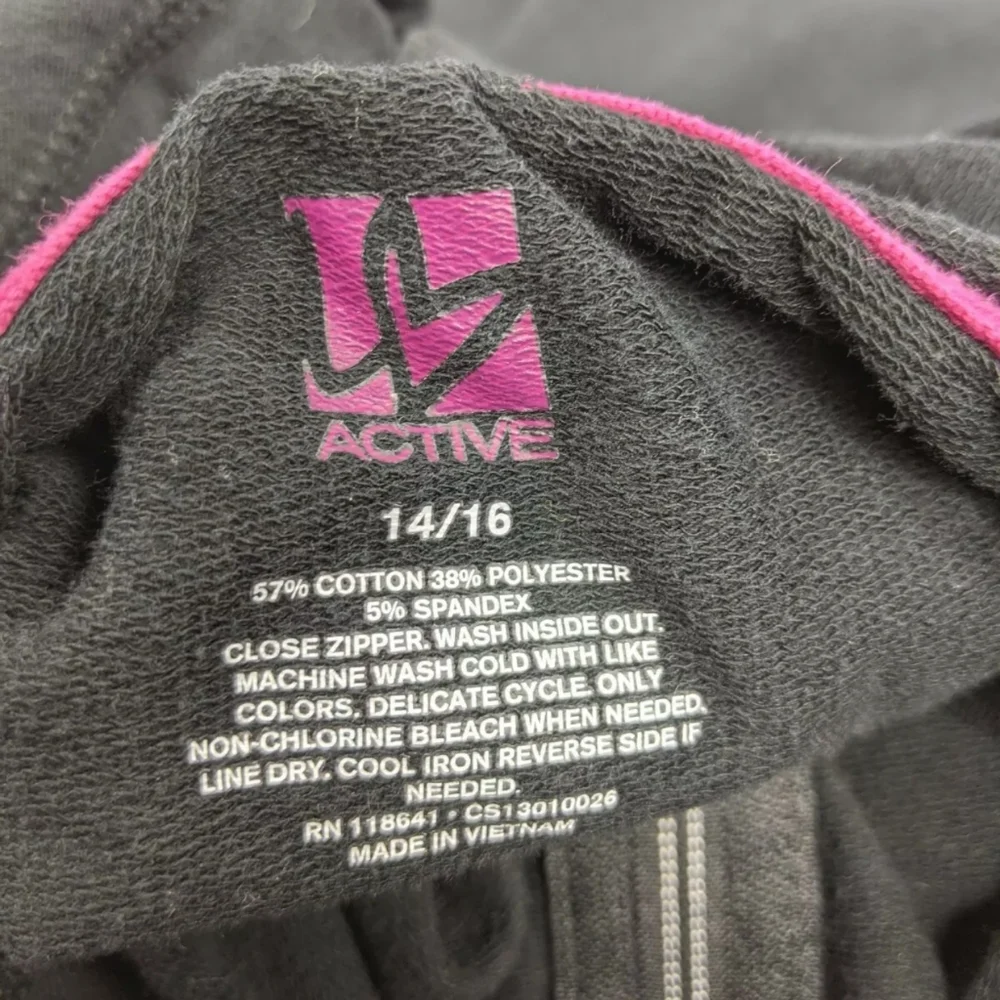 ACTIVE
14/16
57% COTTON 38% POLYESTER
5% SPANDEX
CLOSE ZIPPER. WASH INSIDE OUT.
MACHINE WASH COLD WITH LIKE
COLORS. DELICATE CYCLE. ONLY
NON-CHLORINE BLEACH WHEN NEEDED.
LINE DRY. COOL IRON REVERSE SIDE IF
NEEDED.
RN 118641 • CS13010026
MADE IN VIETNAM